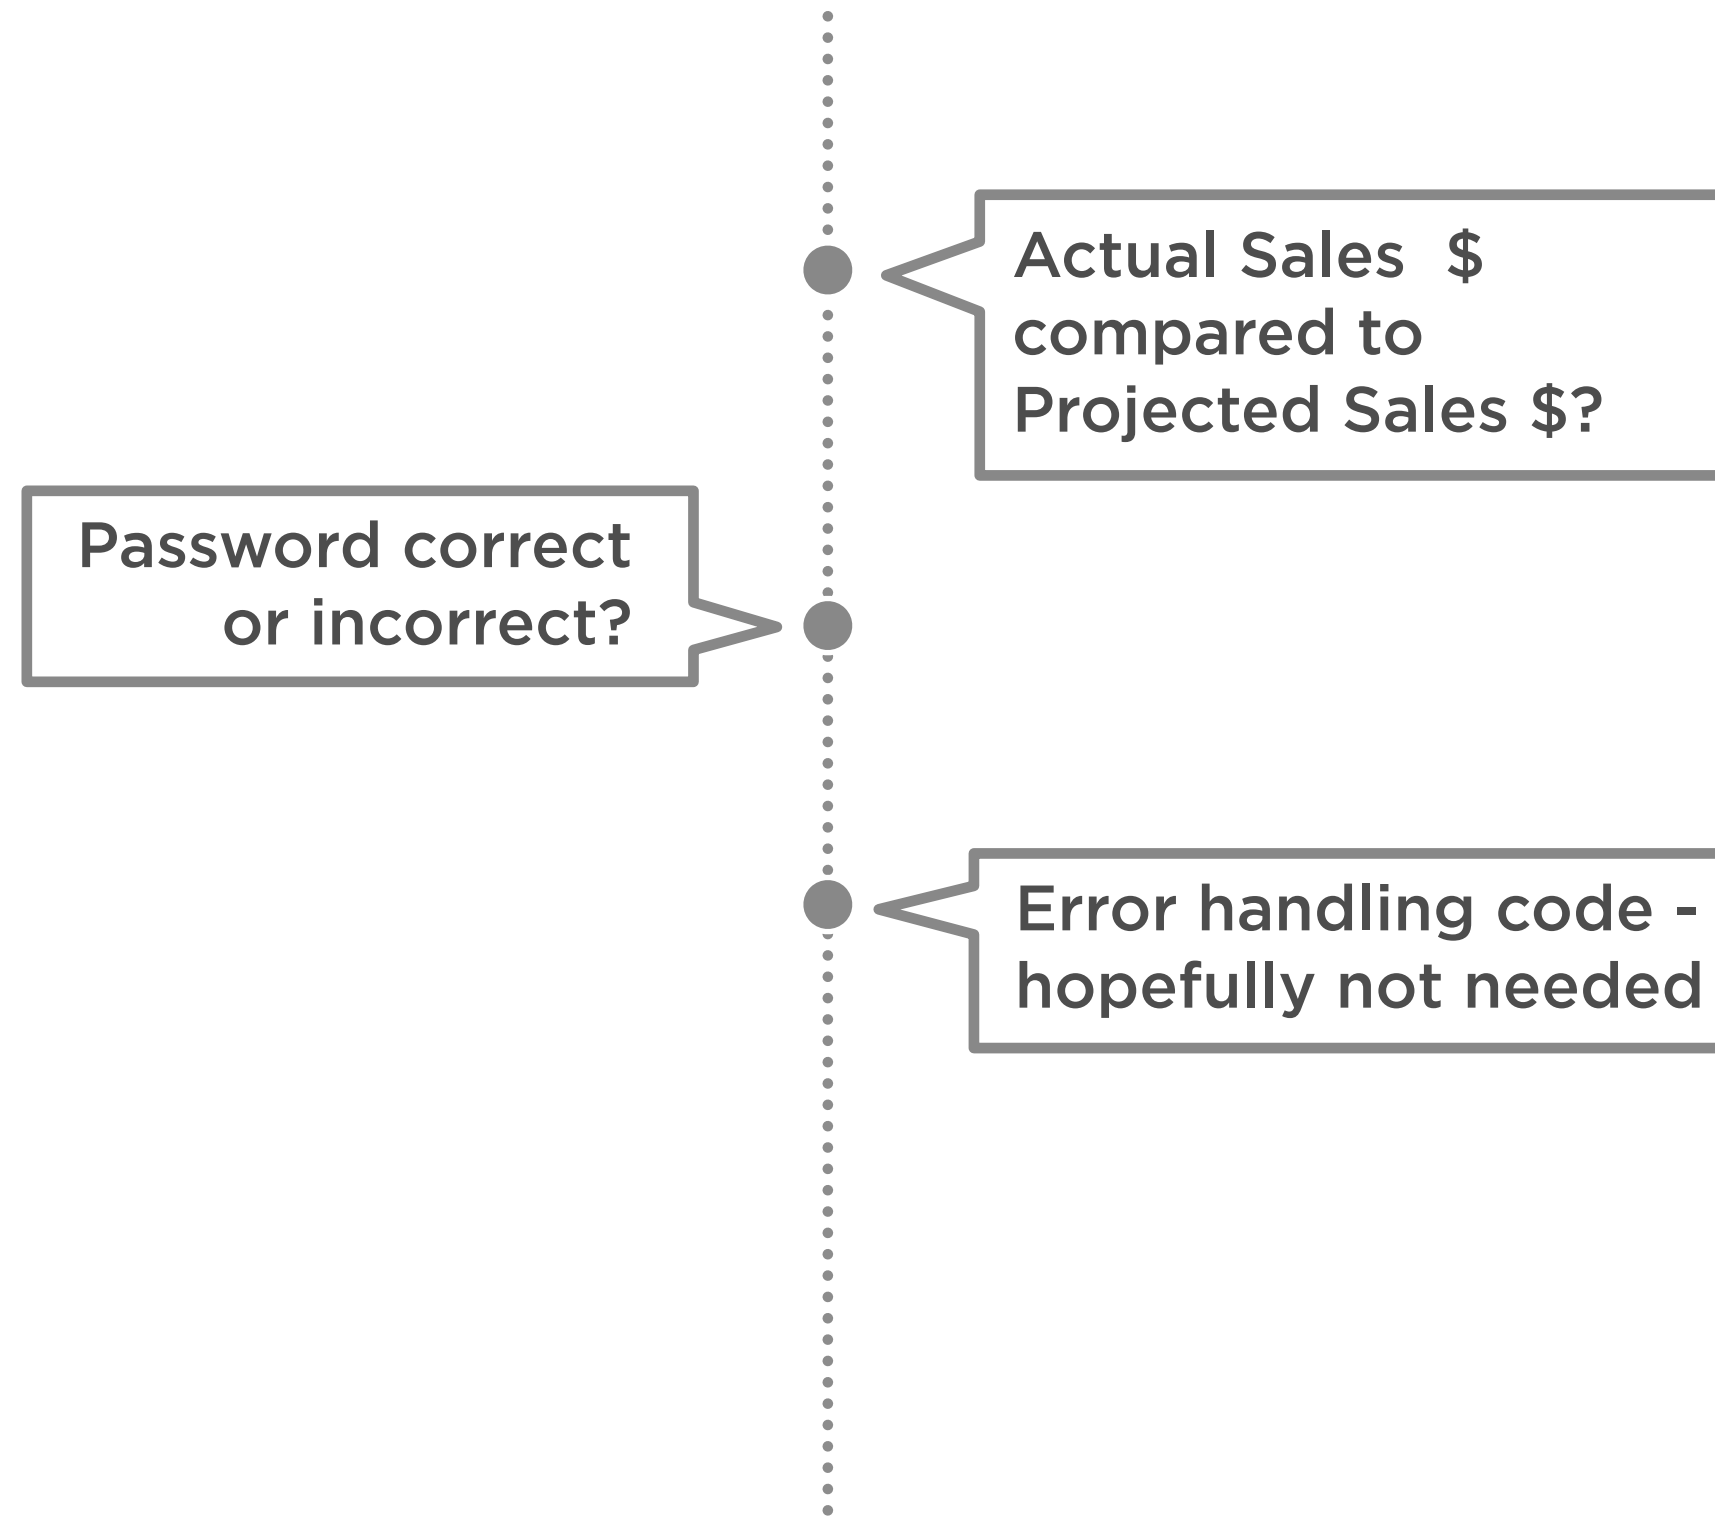 Actual Sales  $
compared to
Projected Sales $?
Password correct
or incorrect?
Error handling code -
hopefully not needed